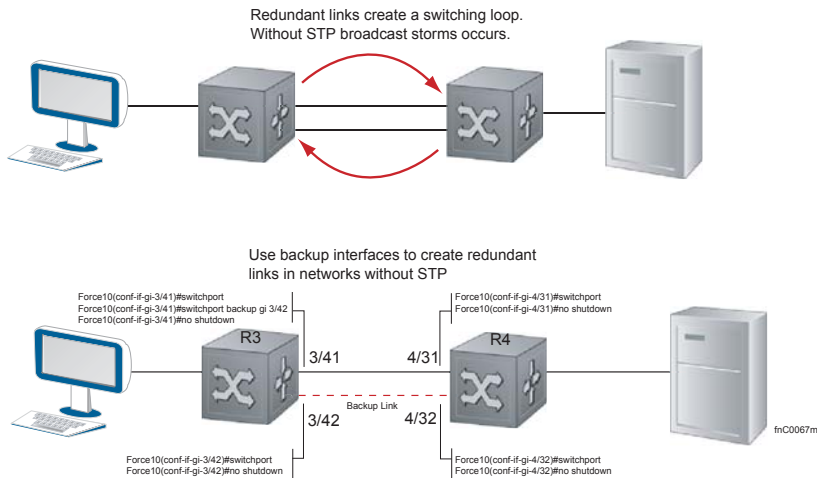 Redundant links create a switching loop.
Without STP broadcast storms occurs.
Use backup interfaces to create redundant
links in networks without STP
Force10(conf-if-gi-3/41)#switchport
Force10(conf-if-gi-3/41)#switchport backup gi 3/42
Force10(conf-if-gi-3/41)#no shutdown
Force10(conf-if-gi-4/31)#switchport
Force10(conf-if-gi-4/31)#no shutdown
R3
R4
3/41
4/31
Backup Link
3/42
4/32
fnC0067m
Force10(conf-if-gi-3/42)#switchport
Force10(conf-if-gi-3/42)#no shutdown
Force10(conf-if-gi-4/32)#switchport
Force10(conf-if-gi-4/32)#no shutdown